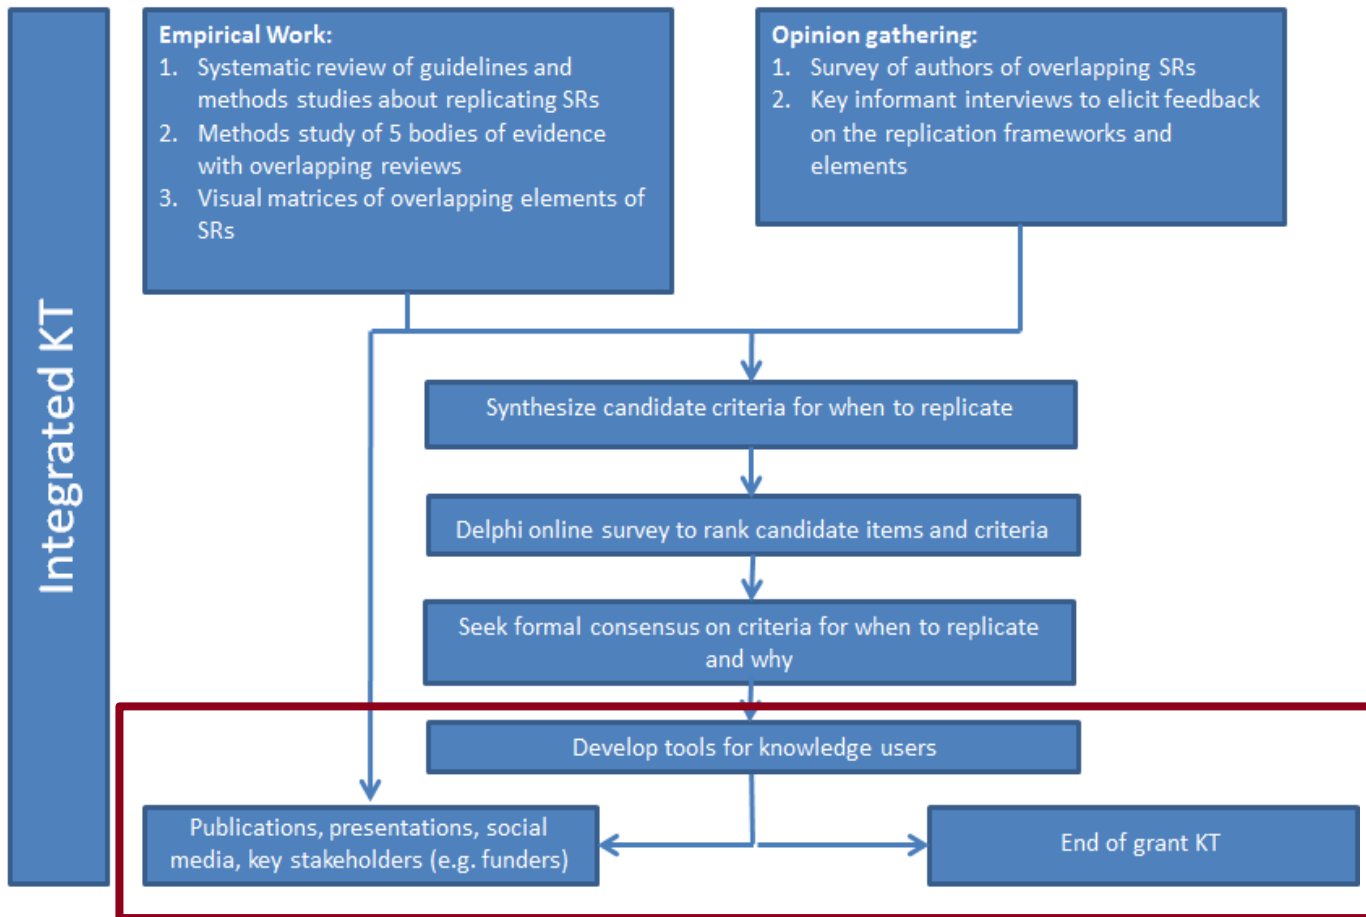 Integrated KT
Empirical Work:
1. Systematic review of guidelines and
methods studies about replicating SRs
2. Methods study of 5 bodies of evidence
with overlapping reviews
3. Visual matrices of overlapping elements of
SRs
Opinion gathering:
1. Survey of authors of overlapping SRs
2. Key informant interviews to elicit feedback
on the replication frameworks and
elements
Synthesize candidate criteria for when to replicate
Delphi online survey to rank candidate items and criteria
Seek formal consensus on criteria for when to replicate
and why
Develop tools for knowledge users
Publications, presentations, social
media, key stakeholders (e.g. funders)
End of grant KT